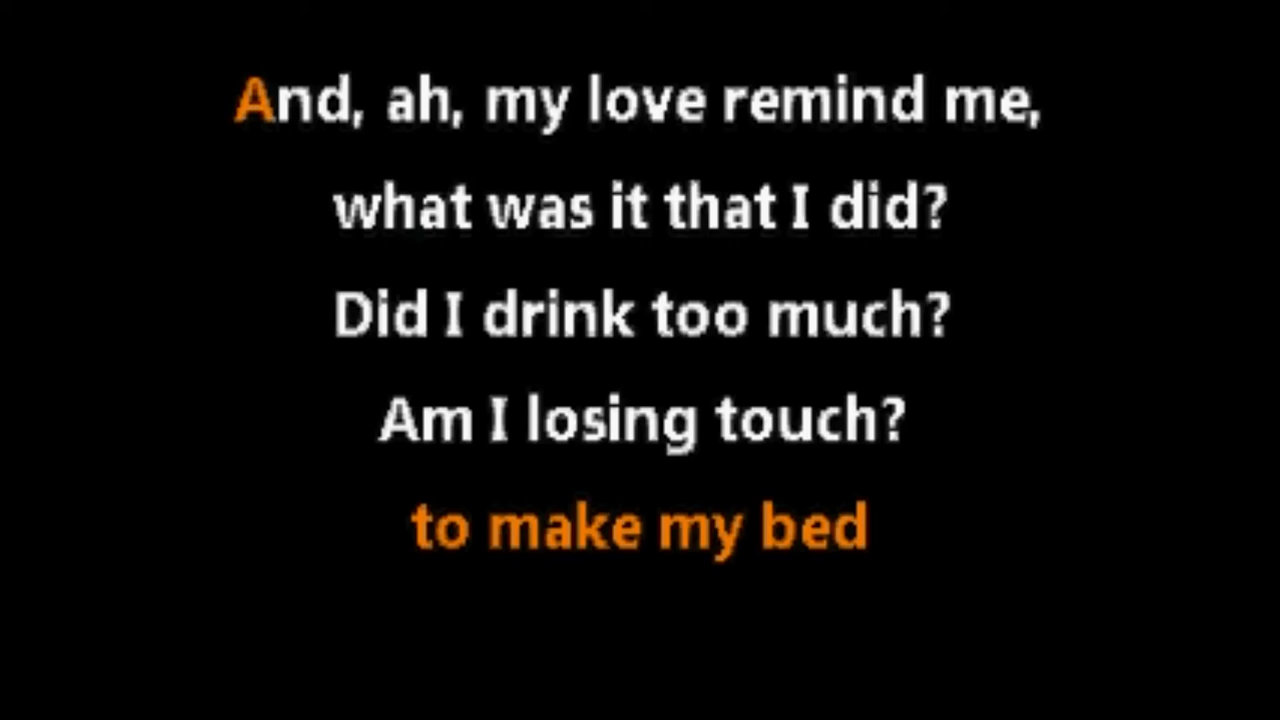 And, ah, my love remind me,
what was it that I did?
Did I drink too much?
Am I losing touch?
to make my bed